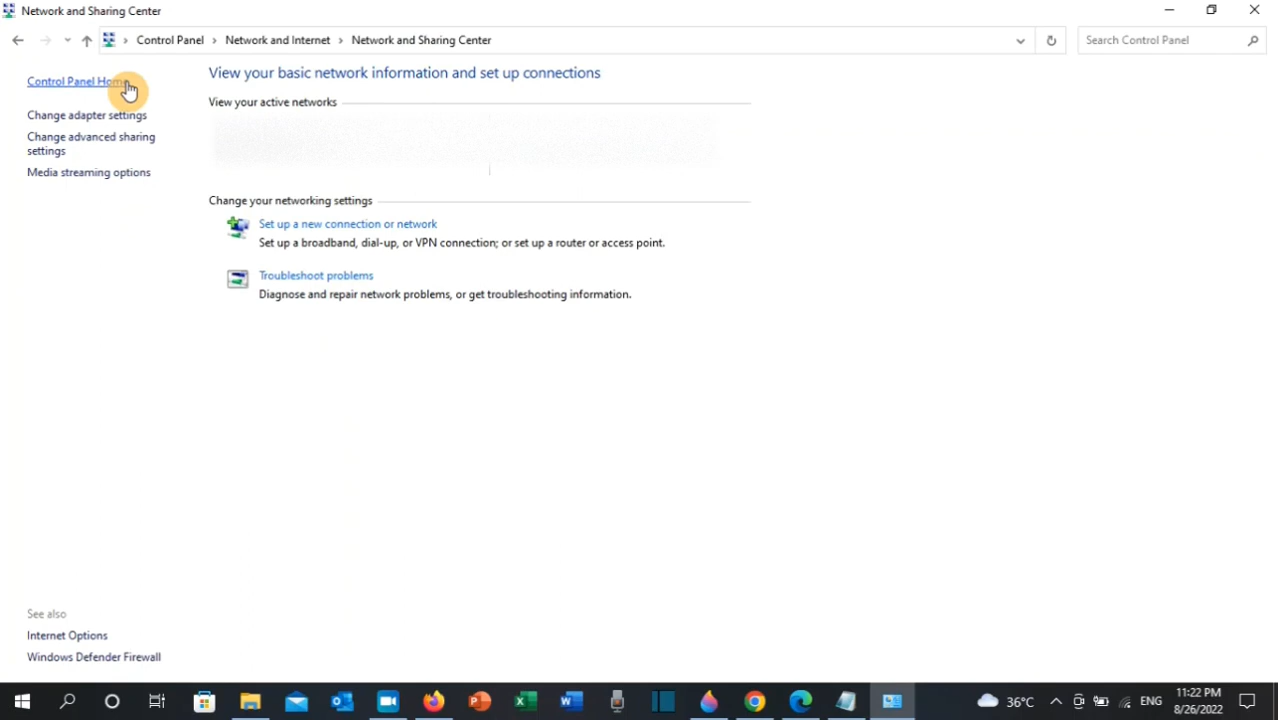 Network and Sharing Center
Control Panel > Network and Internet > Network and Sharing Center
Search Control Panel
Control Panel Home
Change adapter settings
Change advanced sharing
settings
Media streaming options
View your basic network information and set up connections
View your active networks
Change your networking settings
Set up a new connection or network
Set up a broadband, dial-up, or VPN connection; or set up a router or access point.
Troubleshoot problems
Diagnose and repair network problems, or get troubleshooting information.
See also
Internet Options
Windows Defender Firewall
36°C
ENG
11:22 PM
8/26/2022